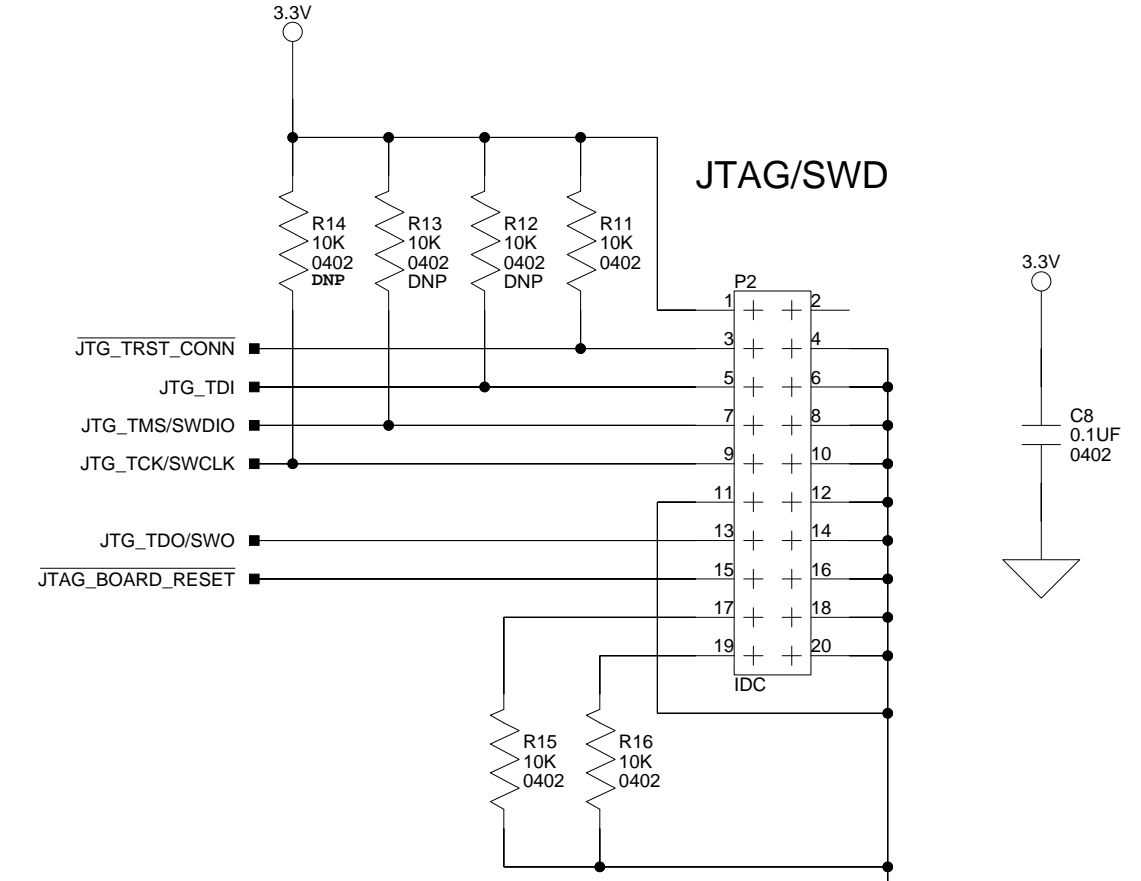 3.3V
JTAG/SWD
R14
10K
0402
DNP
R13
10K
0402
DNP
R12
10K
0402
DNP
R11
10K
0402
3.3V
P2
1 2
3 4
5 6
7 8
9 10
11 12
13 14
15 16
17 18
19 20
IDC
JTG_TRST_CONN
JTG_TDI
JTG_TMS/SWDIO
JTG_TCK/SWCLK
JTG_TDO/SWO
JTAG_BOARD_RESET
C8
0.1UF
0402
R15
10K
0402
R16
10K
0402